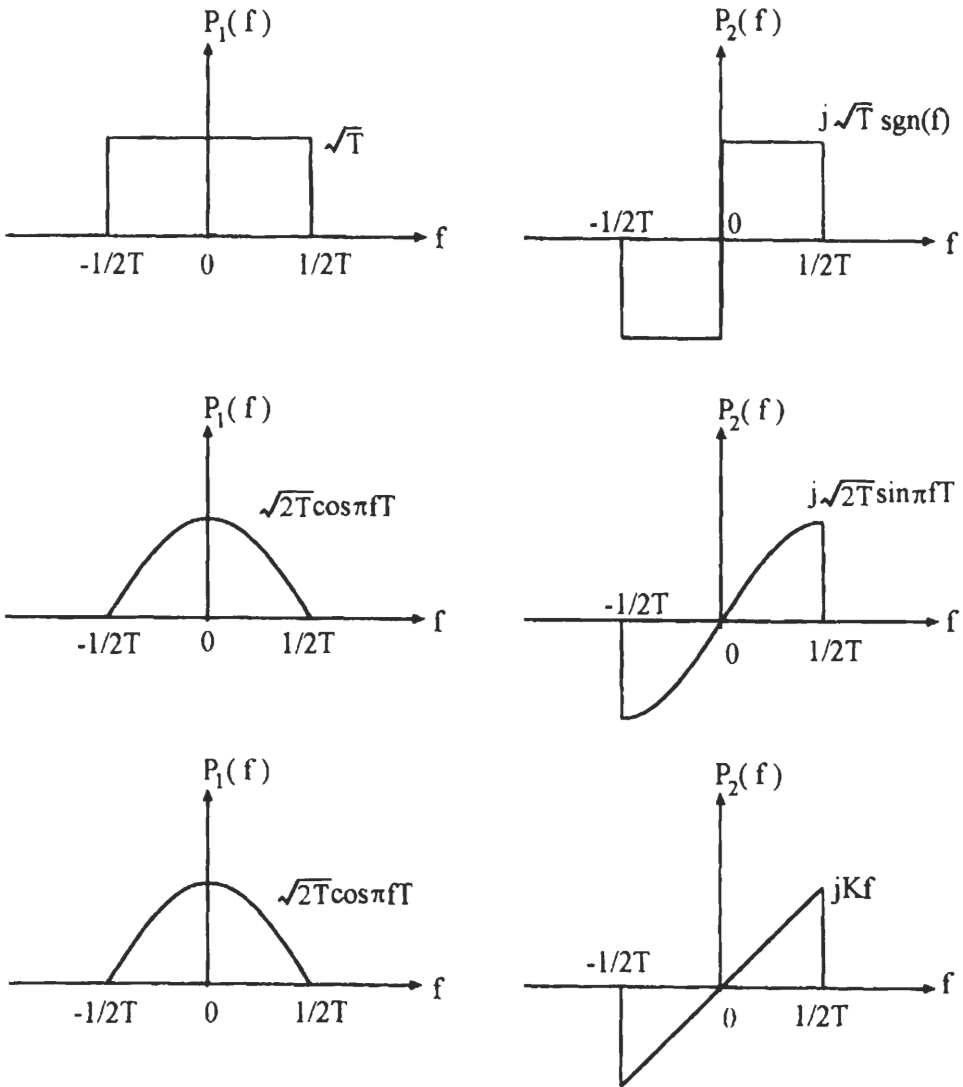 P₁( f )
√T
f
-1/2T 0 1/2T
P₂( f )
j √T sgn(f)
-1/2T 0
f
1/2T
P₁( f )
√2T cosπfT
f
-1/2T 0 1/2T
P₂( f )
j√2T sinπfT
-1/2T
f
0 1/2T
P₁( f )
√2T cosπfT
f
-1/2T 0 1/2T
P₂( f )
jKf
-1/2T
f
0 1/2T